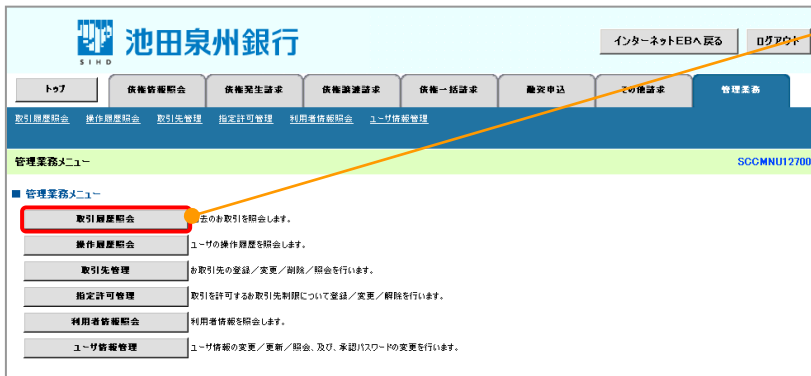 池田泉州銀行
SIHD
インターネットEBへ戻る ログアウト
トップ 債権情報照会 債権発生請求 債権譲渡請求 債権一括請求 融資申込 その他請求 管理業務
取引履歴照会 操作履歴照会 取引先管理 指定許可管理 利用者情報照会 ユーザ情報管理
管理業務メニュー SCCMNU12700
■ 管理業務メニュー
取引履歴照会 去のお取引を照会します。
操作履歴照会 ユーザの操作履歴を照会します。
取引先管理 お取引先の登録／変更／削除／照会を行います。
指定許可管理 取引を許可するお取引先制限について登録／変更／解除を行います。
利用者情報照会 利用者情報を照会します。
ユーザ情報管理 ユーザ情報の変更／更新／照会、及び、承認パスワードの変更を行います。